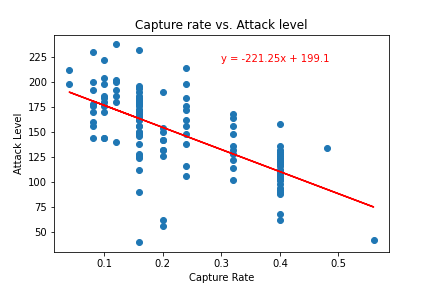 Capture rate vs. Attack level
y = -221.25x + 199.1
Attack Level
225
200
175
150
125
100
75
50
0.1 0.2 0.3 0.4 0.5
Capture Rate